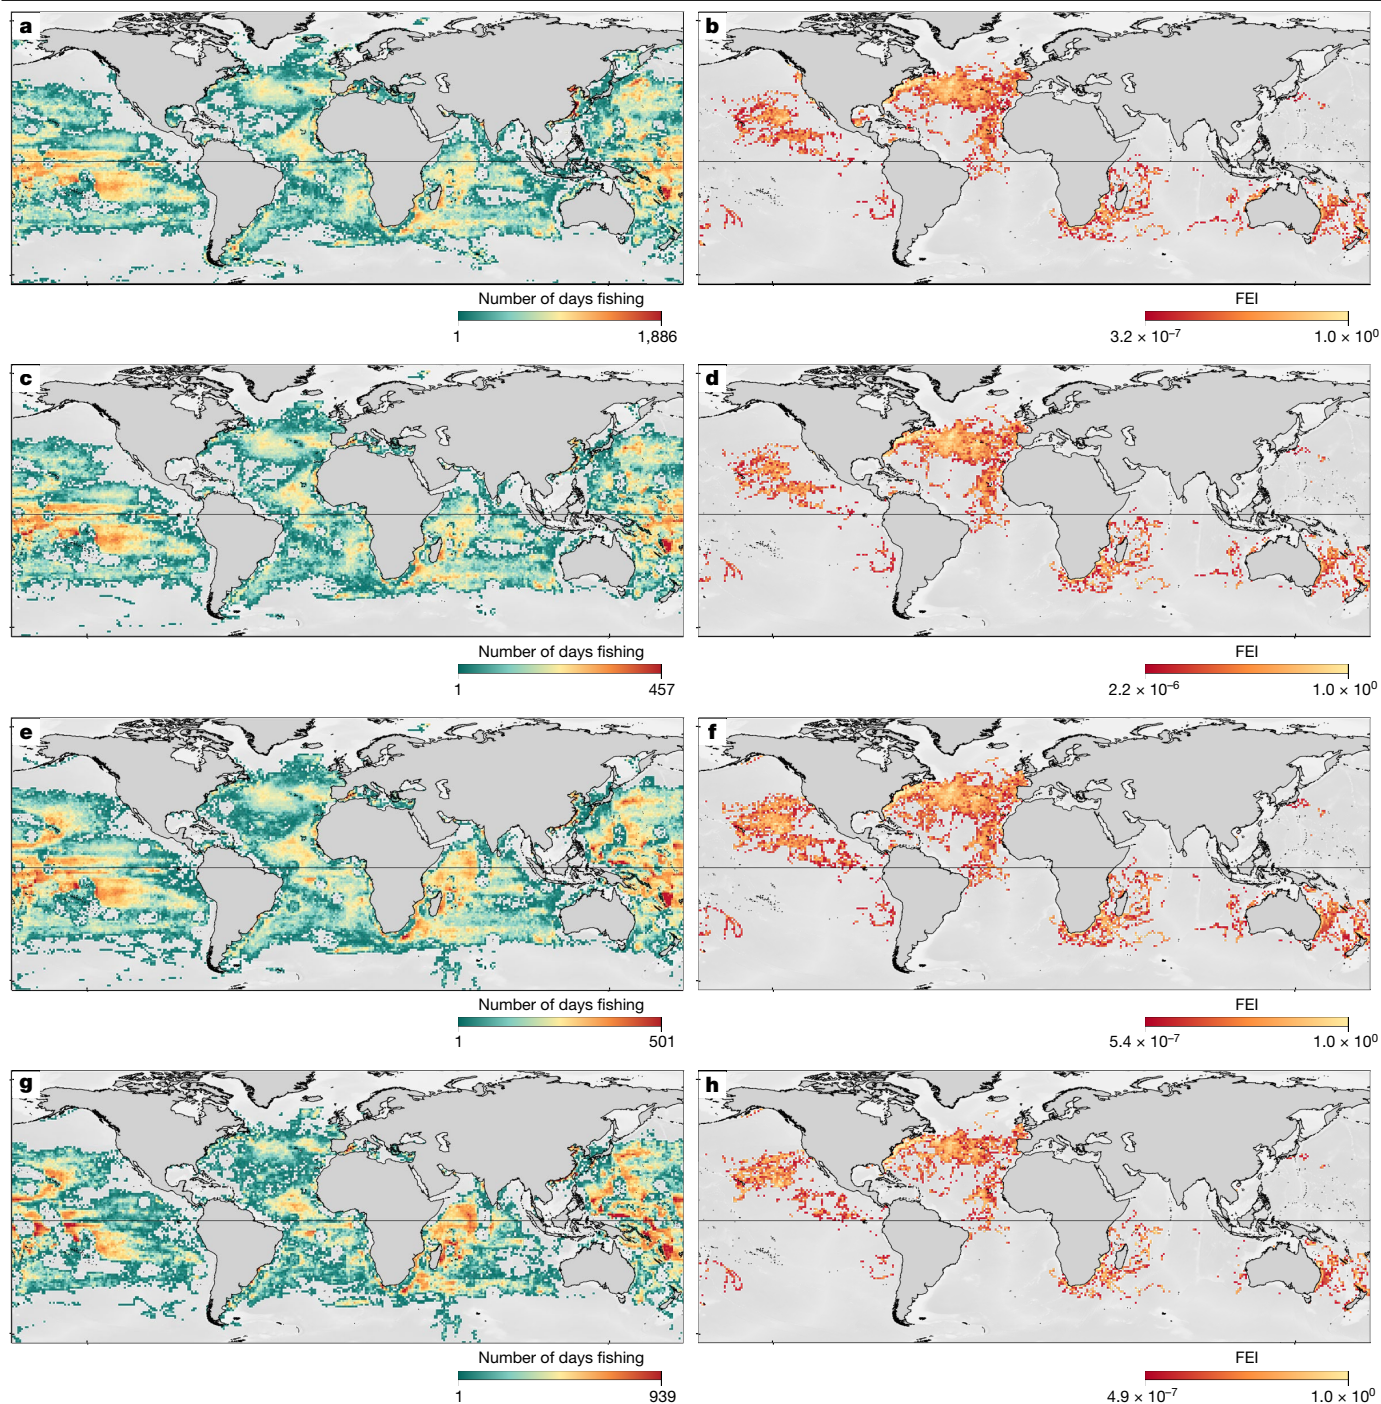 a
b
Number of days fishing
1 1,886
FEI
3.2 × 10⁻⁷ 1.0 × 10⁰
c
d
Number of days fishing
1 457
FEI
2.2 × 10⁻⁶ 1.0 × 10⁰
e
f
Number of days fishing
1 501
FEI
5.4 × 10⁻⁷ 1.0 × 10⁰
g
h
Number of days fishing
1 939
FEI
4.9 × 10⁻⁷ 1.0 × 10⁰